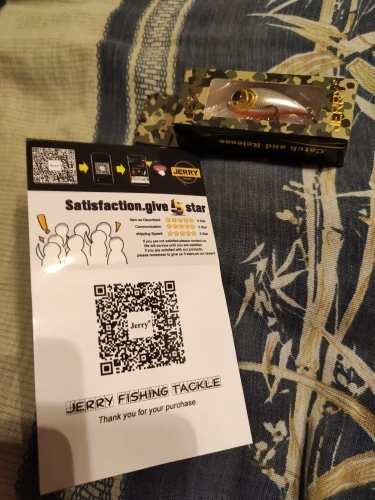 Catch and Release
JERRY
JERRY
Satisfaction.give 5 star
Item as Described 5 Star
Communication 5 Star
shipping Speed 5 Star
If you are not satisfied please contact us.
We will service until you are satisfied
If you are satisfied with our products.
please remember to give us 5 stars,as our reward
Jerry®
JERRY FISHING TACKLE
Thank you for your purchase